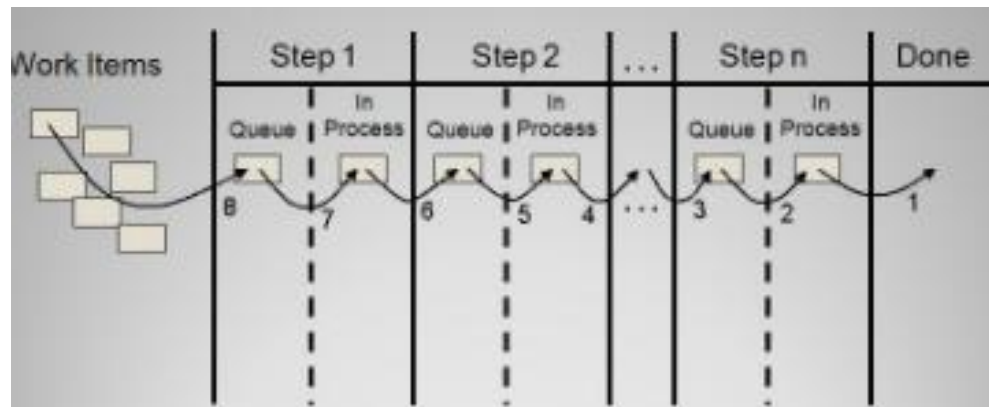 Work Items
Step 1
Step 2
...
Step n
Done
Queue
In
Process
Queue
In
Process
Queue
In
Process
8
7
6
5
4
...
3
2
1